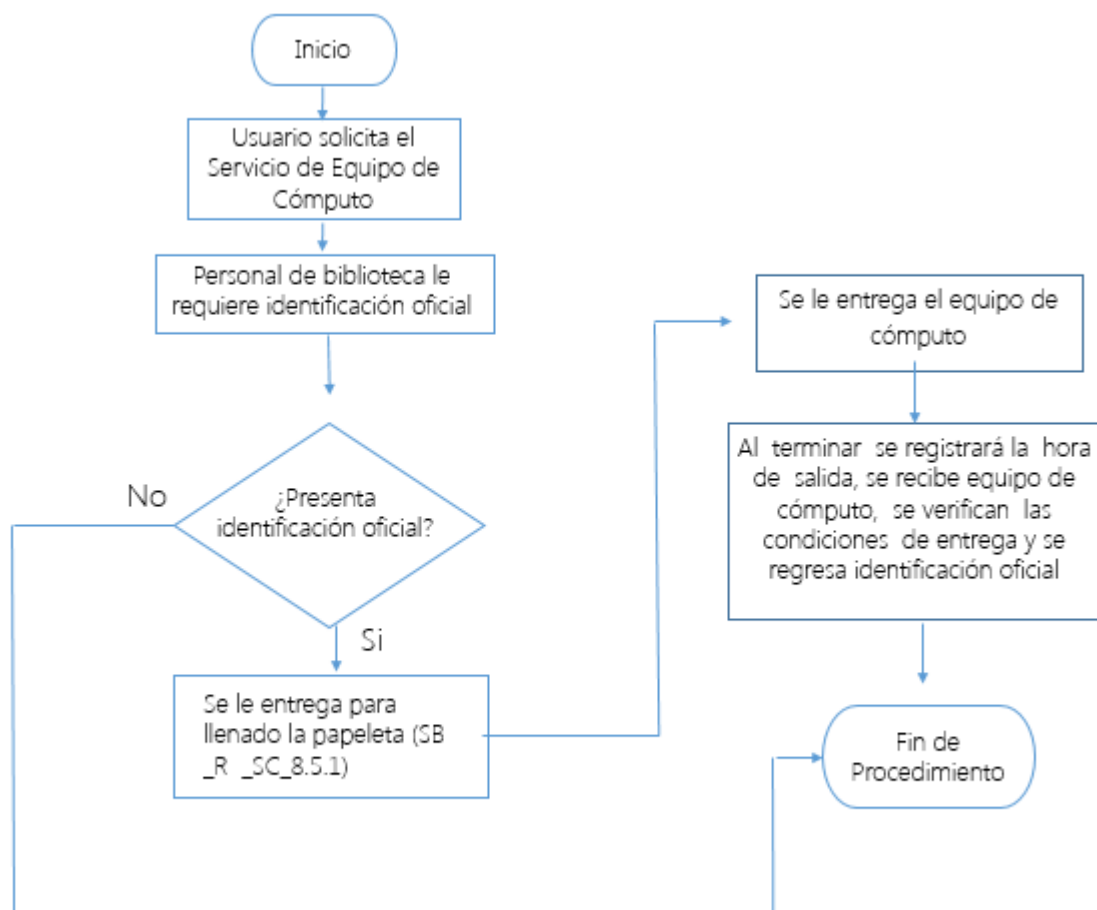 Inicio
Usuario solicita el
Servicio de Equipo de
Cómputo
Personal de biblioteca le
requiere identificación oficial
¿Presenta
identificación oficial?
No
Si
Se le entrega para
llenado la papeleta (SB
_R _SC_8.5.1)
Se le entrega el equipo de
cómputo
Al terminar se registrará la hora
de salida, se recibe equipo de
cómputo, se verifican las
condiciones de entrega y se
regresa identificación oficial
Fin de
Procedimiento